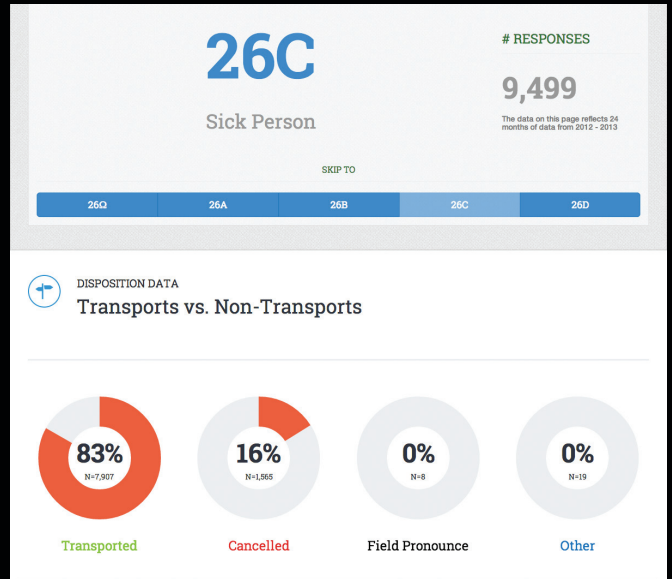 26C
Sick Person
# RESPONSES
9,499
The data on this page reflects 24
months of data from 2012 - 2013
SKIP TO
26Ω 26A 26B 26C 26D
DISPOSITION DATA
Transports vs. Non-Transports
83% 16% 0% 0%
N=7,907 N=1,565 N=8 N=19
Transported Cancelled Field Pronounce Other